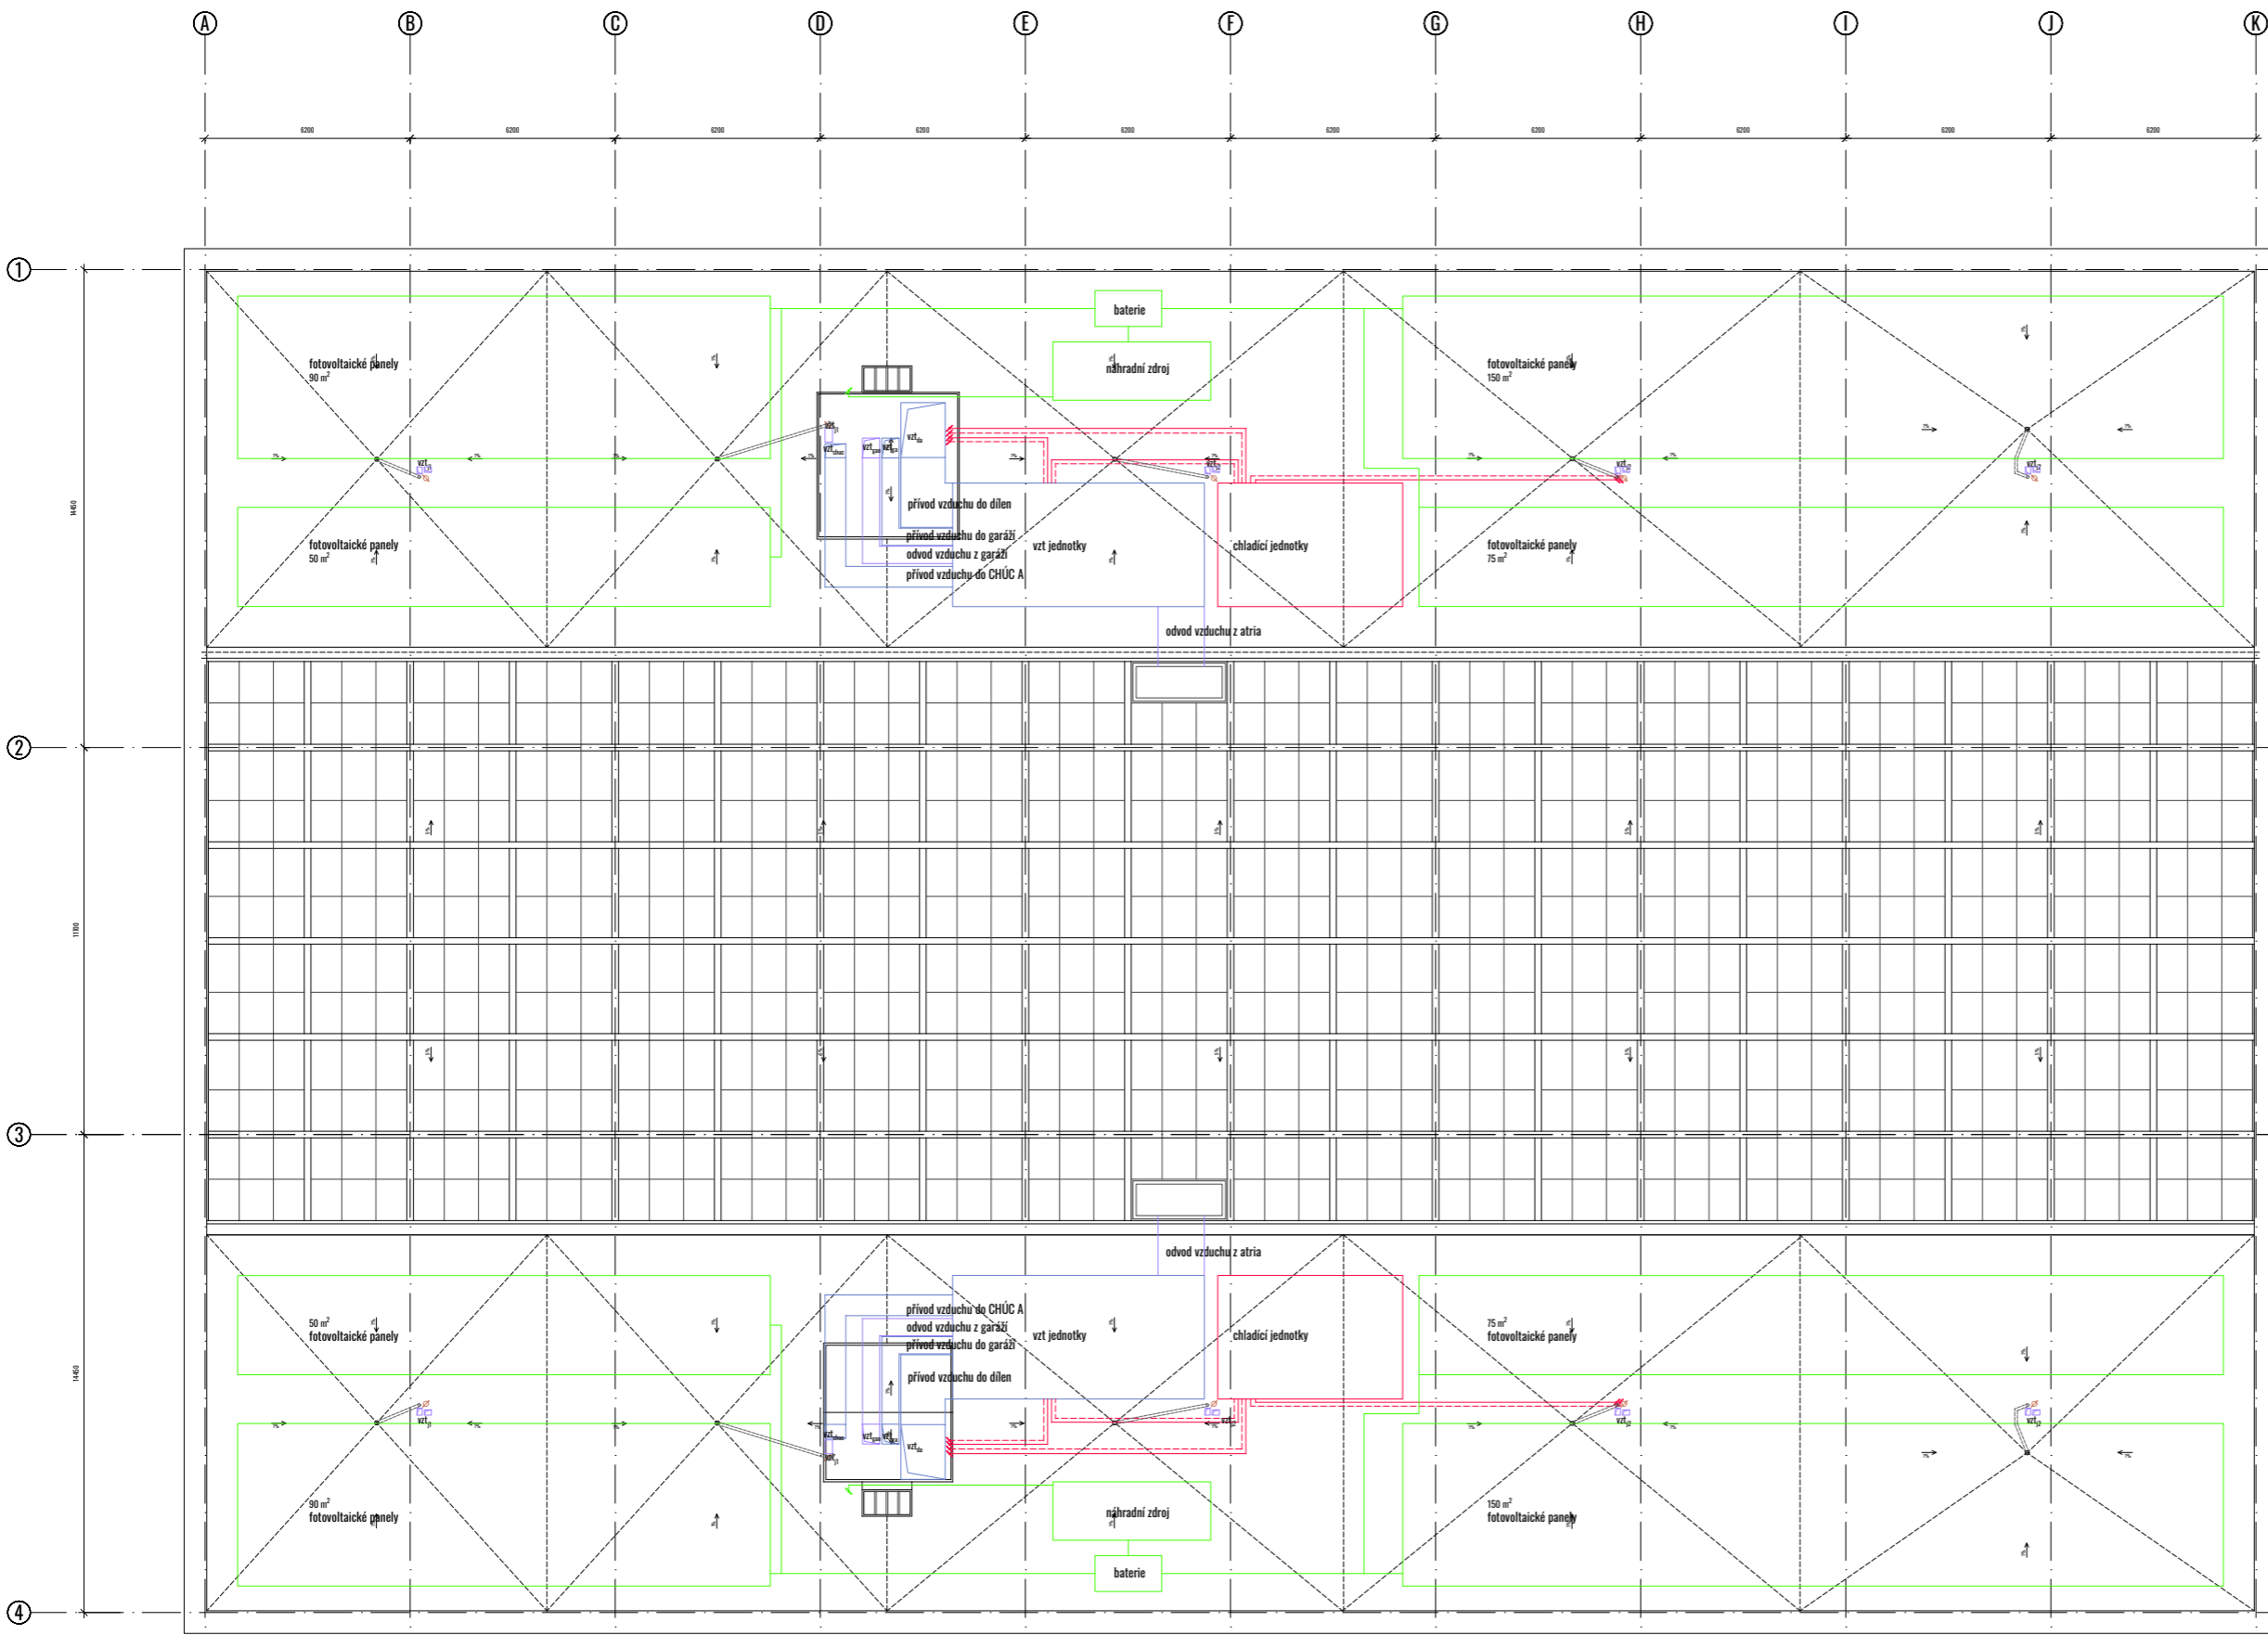 A B C D E F G H I J K
6200 6200 6200 6200 6200 6200 6200 6200 6200 6200
1
baterie
fotovoltaické panely
90 m²
náhradní zdroj
fotovoltaické panely
150 m²
14450
přívod vzduchu do dílen
přívod vzduchu do garáží
odvod vzduchu z garáží
přívod vzduchu do CHÚC A
fotovoltaické panely
50 m²
vzt jednotky
chladící jednotky
fotovoltaické panely
75 m²
odvod vzduchu z atria
2
11700
3
odvod vzduchu z atria
přívod vzduchu do CHÚC A
odvod vzduchu z garáží
přívod vzduchu do garáží
přívod vzduchu do dílen
50 m²
fotovoltaické panely
vzt jednotky
chladící jednotky
75 m²
fotovoltaické panely
14450
90 m²
fotovoltaické panely
náhradní zdroj
150 m²
fotovoltaické panely
baterie
4